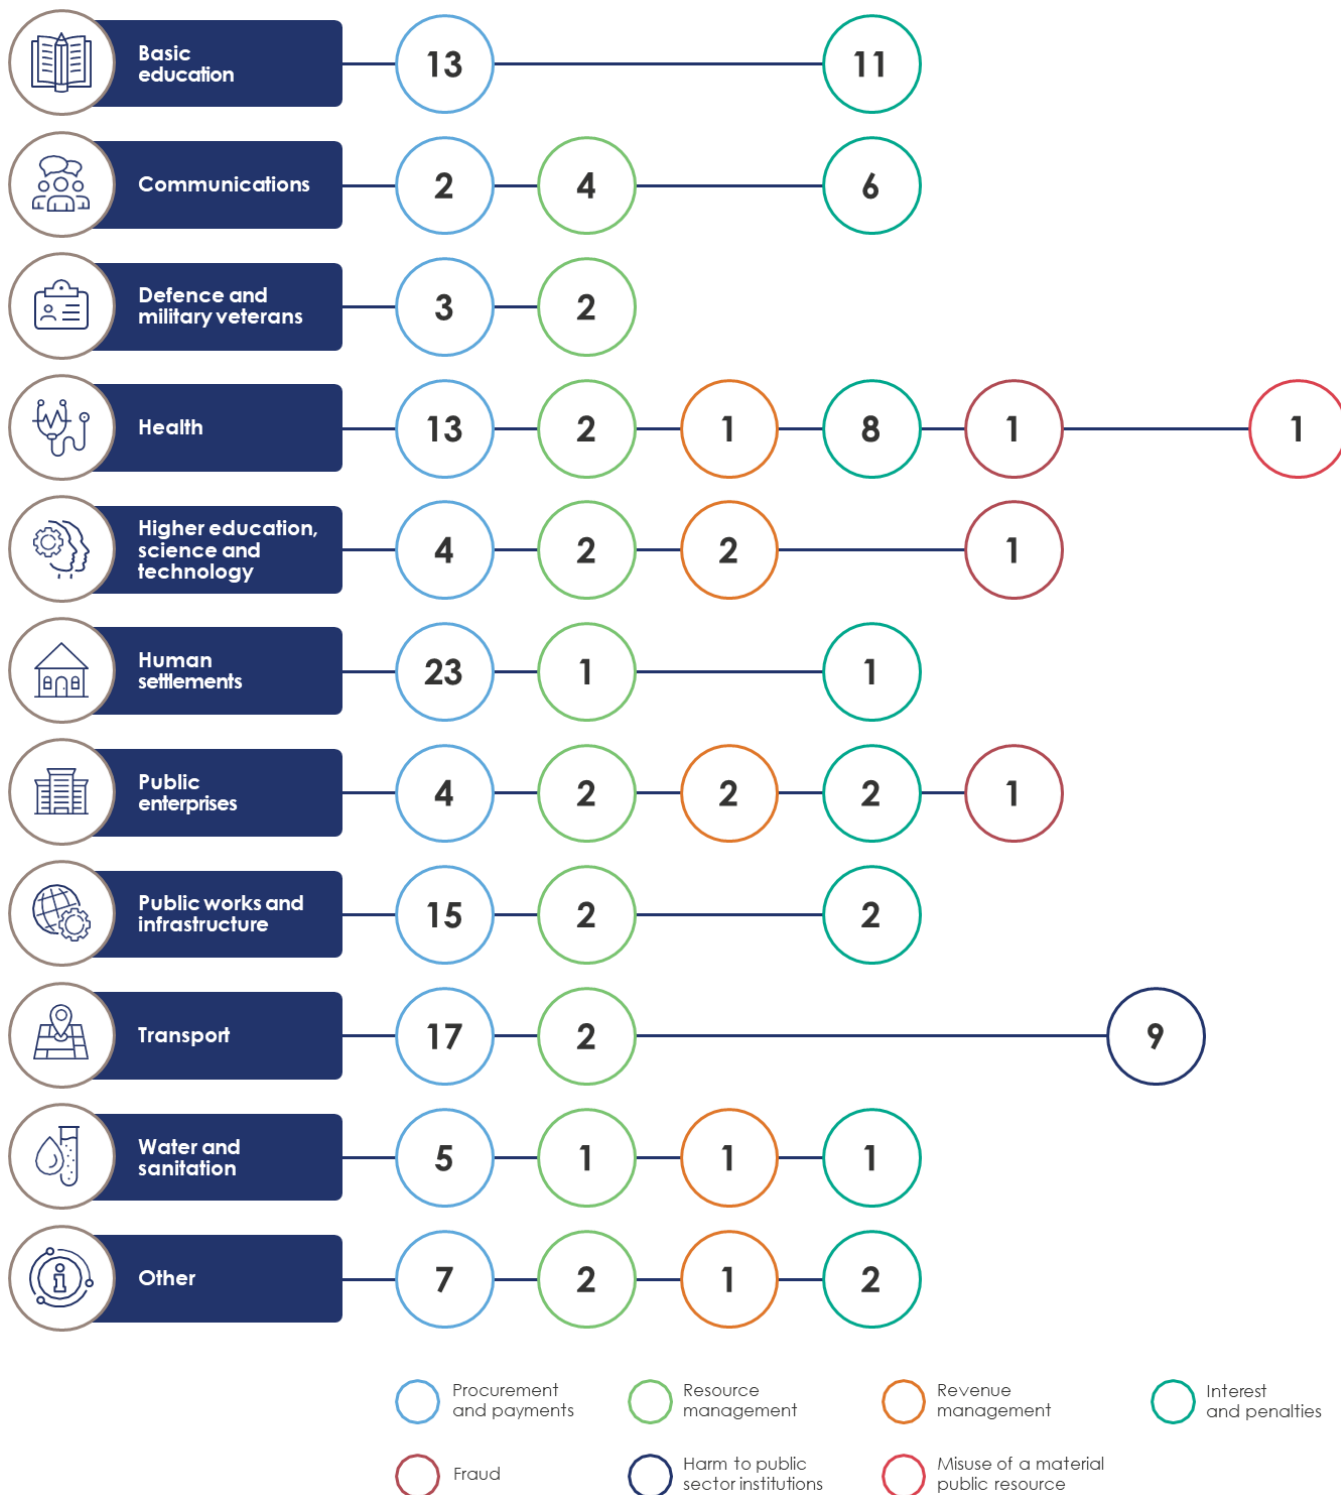 Basic
education
13 11
Communications
2 4 6
Defence and
military veterans
3 2
Health
13 2 1 8 1 1
Higher education,
science and
technology
4 2 2 1
Human
settlements
23 1 1
Public
enterprises
4 2 2 2 1
Public works and
infrastructure
15 2 2
Transport
17 2 9
Water and
sanitation
5 1 1 1
Other
7 2 1 2
Procurement
and payments
Resource
management
Revenue
management
Interest
and penalties
Fraud
Harm to public
sector institutions
Misuse of a material
public resource